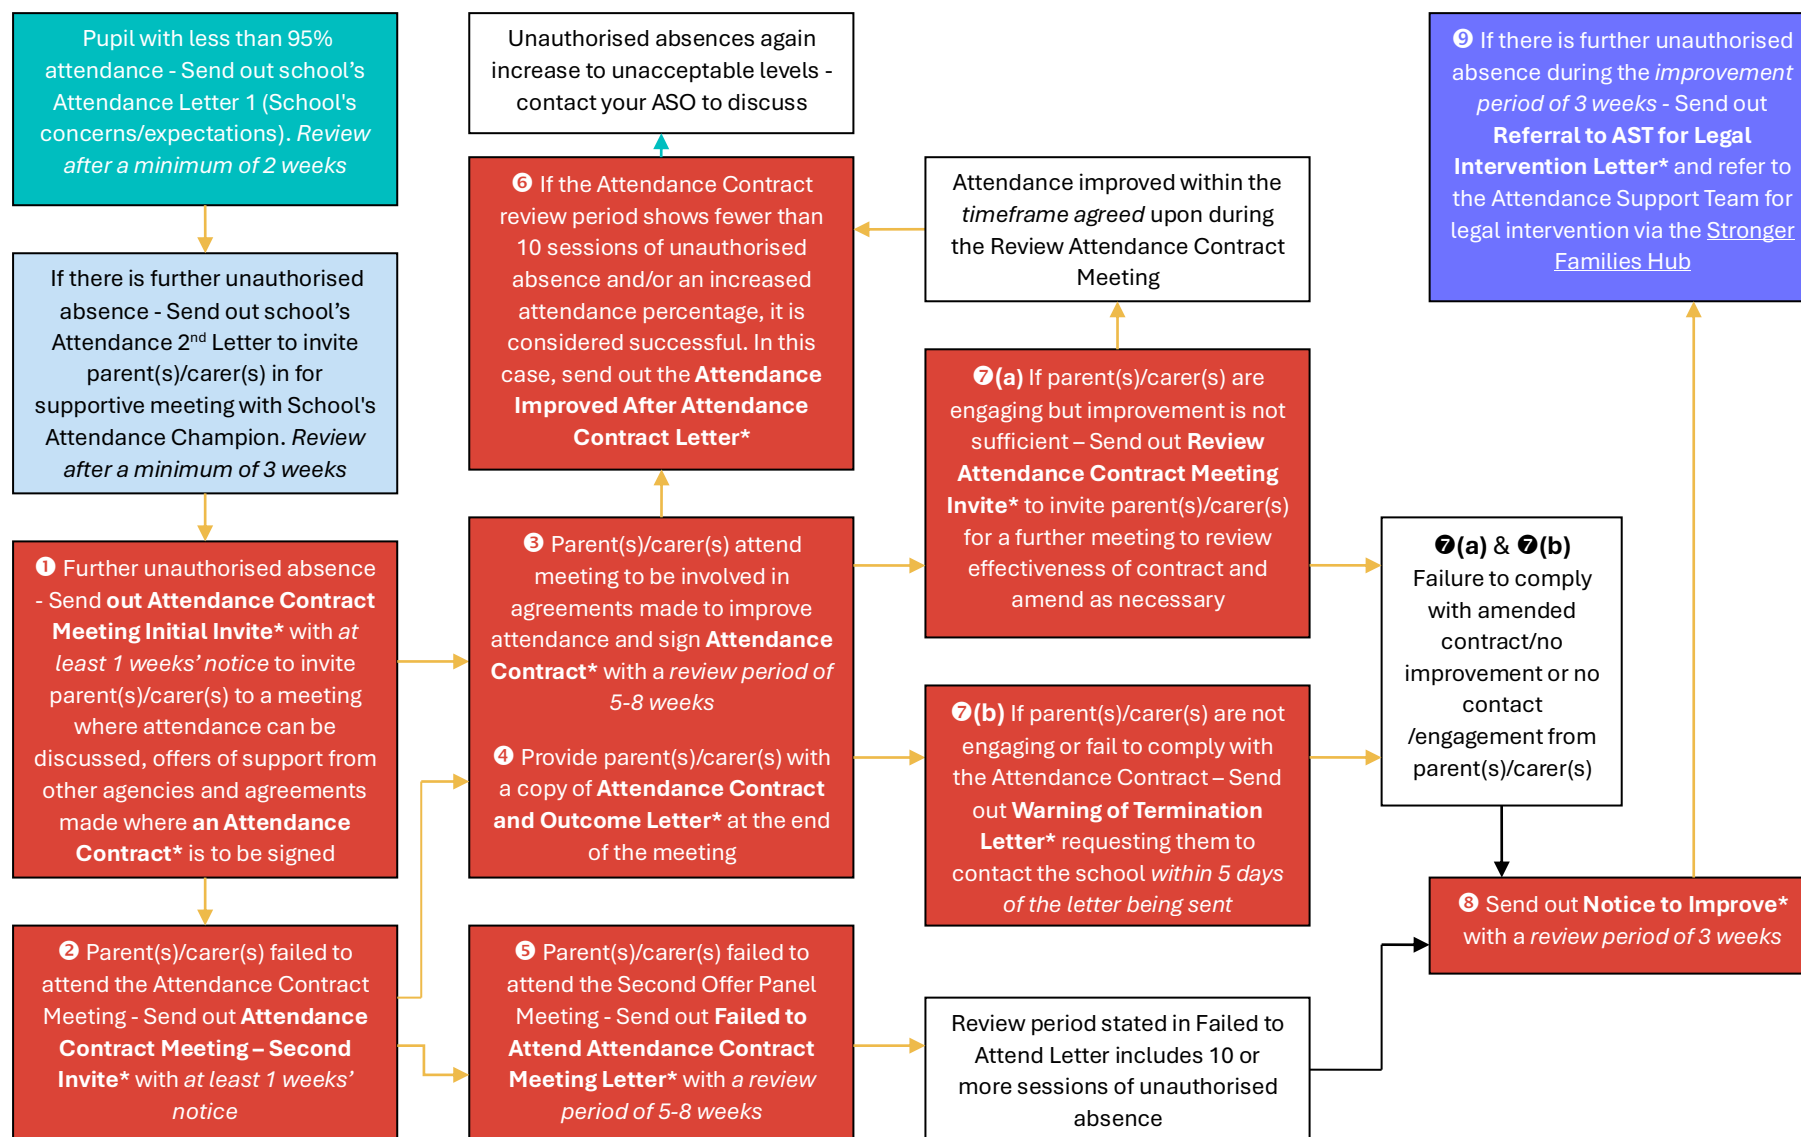 Pupil with less than 95%
attendance - Send out school’s
Attendance Letter 1 (School's
concerns/expectations). Review
after a minimum of 2 weeks
If there is further unauthorised
absence - Send out school’s
Attendance 2nd Letter to invite
parent(s)/carer(s) in for
supportive meeting with School's
Attendance Champion. Review
after a minimum of 3 weeks
❶ Further unauthorised absence
- Send out Attendance Contract
Meeting Initial Invite* with at
least 1 weeks’ notice to invite
parent(s)/carer(s) to a meeting
where attendance can be
discussed, offers of support from
other agencies and agreements
made where an Attendance
Contract* is to be signed
❷ Parent(s)/carer(s) failed to
attend the Attendance Contract
Meeting - Send out Attendance
Contract Meeting – Second
Invite* with at least 1 weeks’
notice
Unauthorised absences again
increase to unacceptable levels -
contact your ASO to discuss
❻ If the Attendance Contract
review period shows fewer than
10 sessions of unauthorised
absence and/or an increased
attendance percentage, it is
considered successful. In this
case, send out the Attendance
Improved After Attendance
Contract Letter*
❸ Parent(s)/carer(s) attend
meeting to be involved in
agreements made to improve
attendance and sign Attendance
Contract* with a review period of
5-8 weeks
❹ Provide parent(s)/carer(s) with
a copy of Attendance Contract
and Outcome Letter* at the end
of the meeting
❺ Parent(s)/carer(s) failed to
attend the Second Offer Panel
Meeting - Send out Failed to
Attend Attendance Contract
Meeting Letter* with a review
period of 5-8 weeks
Attendance improved within the
timeframe agreed upon during
the Review Attendance Contract
Meeting
❼(a) If parent(s)/carer(s) are
engaging but improvement is not
sufficient – Send out Review
Attendance Contract Meeting
Invite* to invite parent(s)/carer(s)
for a further meeting to review
effectiveness of contract and
amend as necessary
❼(b) If parent(s)/carer(s) are not
engaging or fail to comply with
the Attendance Contract – Send
out Warning of Termination
Letter* requesting them to
contact the school within 5 days
of the letter being sent
Review period stated in Failed to
Attend Letter includes 10 or
more sessions of unauthorised
absence
❼(a) & ❼(b)
Failure to comply
with amended
contract/no
improvement or no
contact
/engagement from
parent(s)/carer(s)
❽ Send out Notice to Improve*
with a review period of 3 weeks
❾ If there is further unauthorised
absence during the improvement
period of 3 weeks - Send out
Referral to AST for Legal
Intervention Letter* and refer to
the Attendance Support Team for
legal intervention via the Stronger
Families Hub